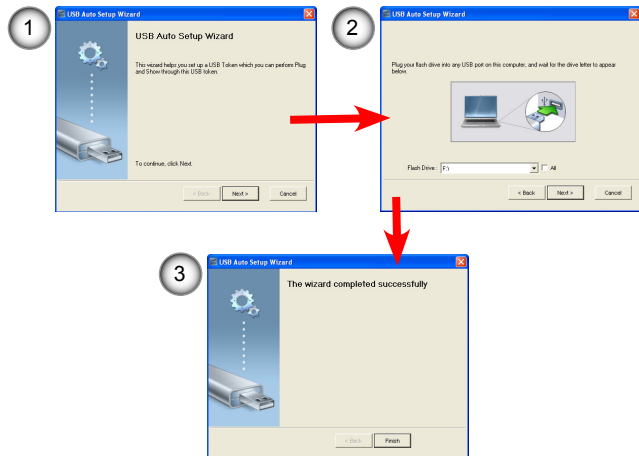 1
USB Auto Setup Wizard
USB Auto Setup Wizard
This wizard helps you set up a USB Token which you can perform Plug
and Show through this USB token.
To continue, click Next
< Back
Next >
Cancel
2
USB Auto Setup Wizard
Plug your flash drive into any USB port on this computer, and wait for the drive letter to appear
below.
Flash Drive : F:\ All
< Back
Next >
Cancel
3
USB Auto Setup Wizard
The wizard completed successfully
< Back
Finish